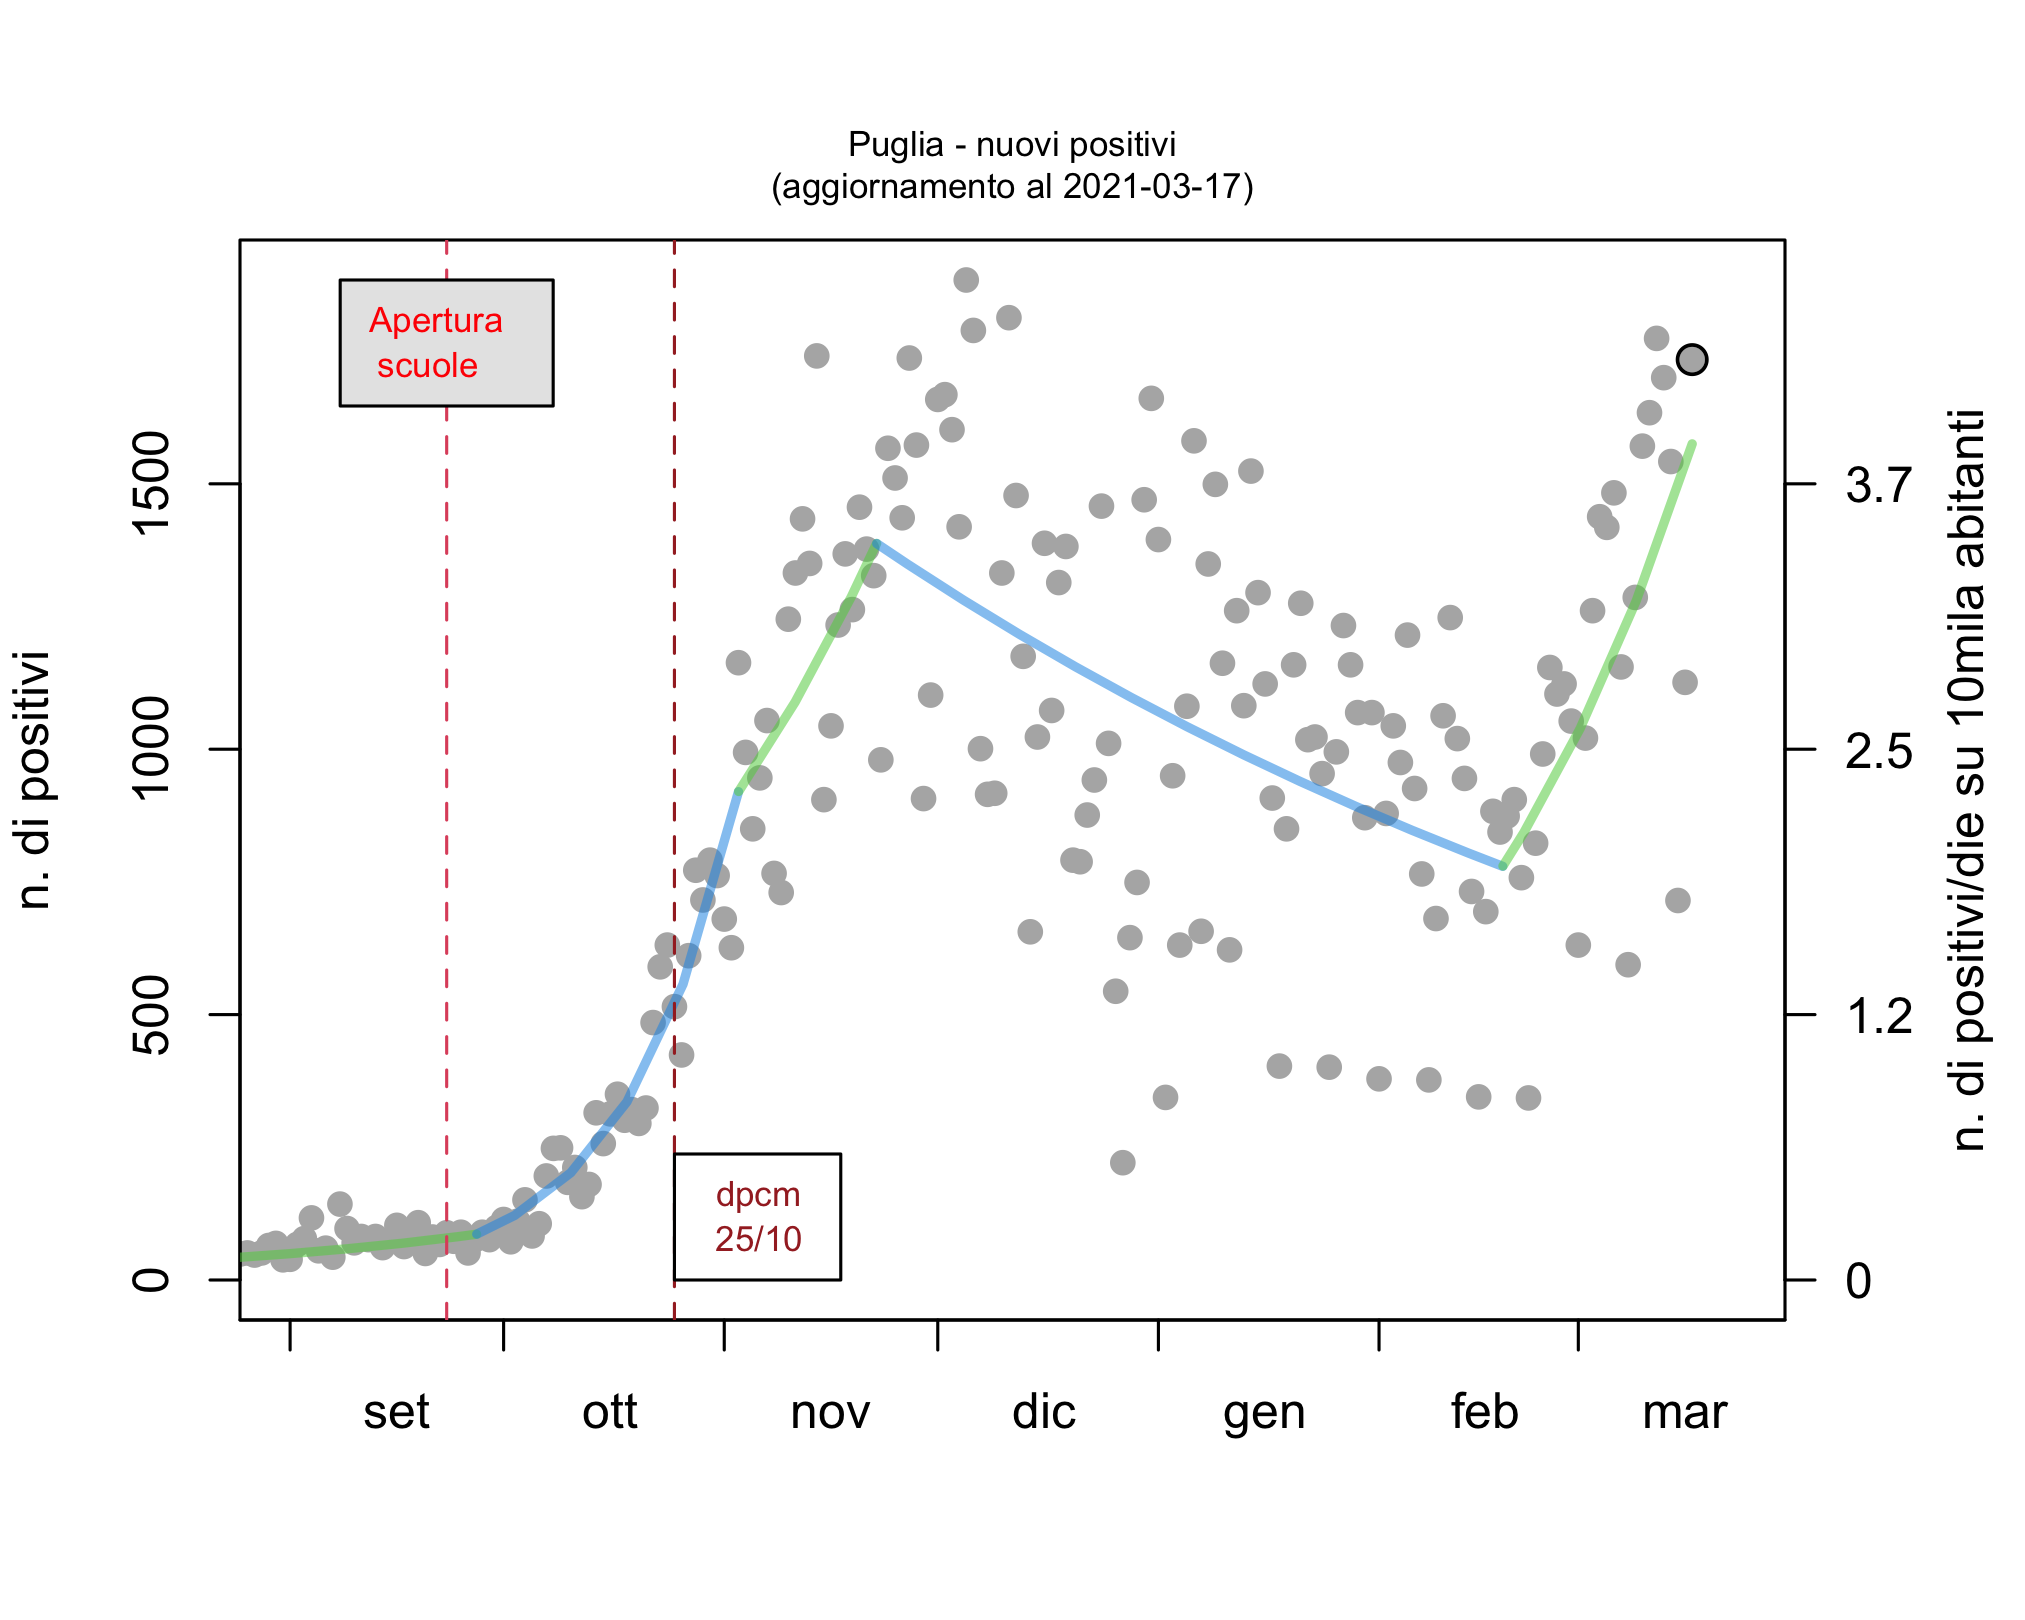 Puglia - nuovi positivi
(aggiornamento al 2021-03-17)
Apertura
scuole
dpcm
25/10
n. di positivi
0
500
1000
1500
n. di positivi/die su 10mila abitanti
0
1.2
2.5
3.7
set
ott
nov
dic
gen
feb
mar